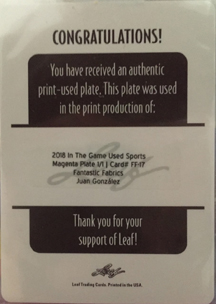 CONGRATULATIONS!
You have received an authentic
print-used plate. This plate was used
in the print production of:
2018 In The Game Used Sports
Magenta Plate 1/1 | Card# FF-17
Fantastic Fabrics
Juan González
Thank you for your
support of Leaf!
Leaf
Leaf Trading Cards. Printed in the USA.